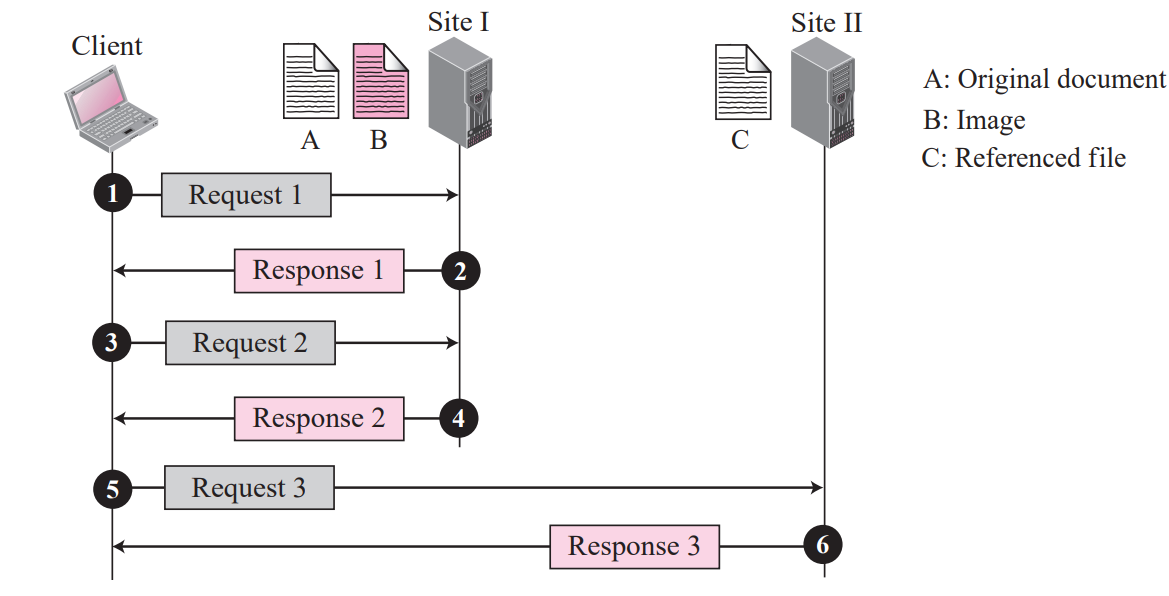 Client
Site I
Site II
A
B
C
A: Original document
B: Image
C: Referenced file
1
Request 1
Response 1
2
3
Request 2
Response 2
4
5
Request 3
Response 3
6